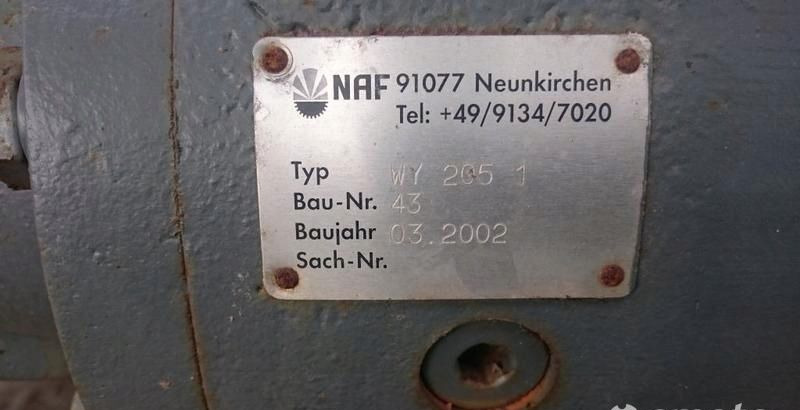 NAF 91077 Neunkirchen
Tel: +49/9134/7020
Typ WY 205 1
Bau-Nr. 43
Baujahr 03.2002
Sach-Nr.